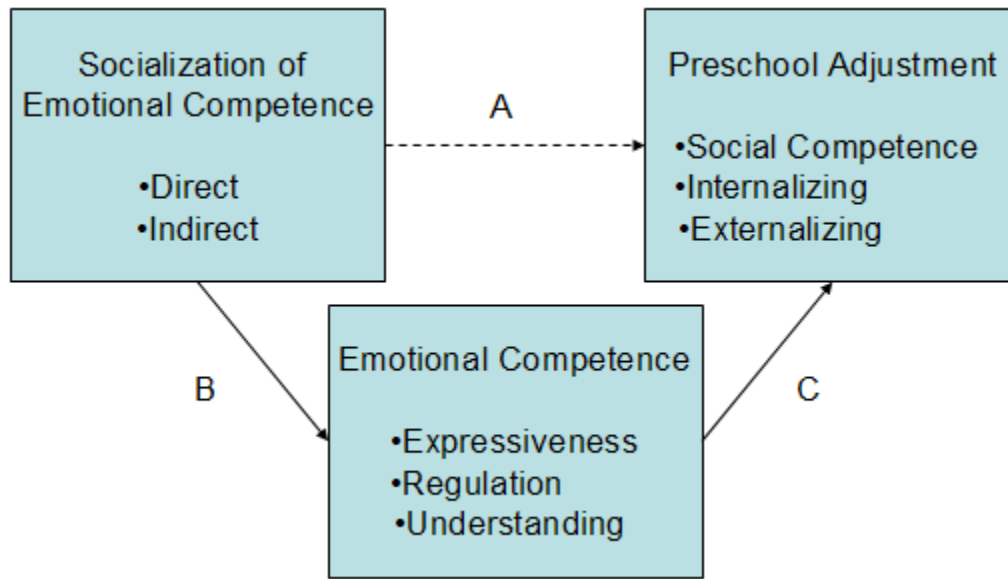 Socialization of
Emotional Competence
•Direct
•Indirect
A
Preschool Adjustment
•Social Competence
•Internalizing
•Externalizing
B
Emotional Competence
•Expressiveness
•Regulation
•Understanding
C